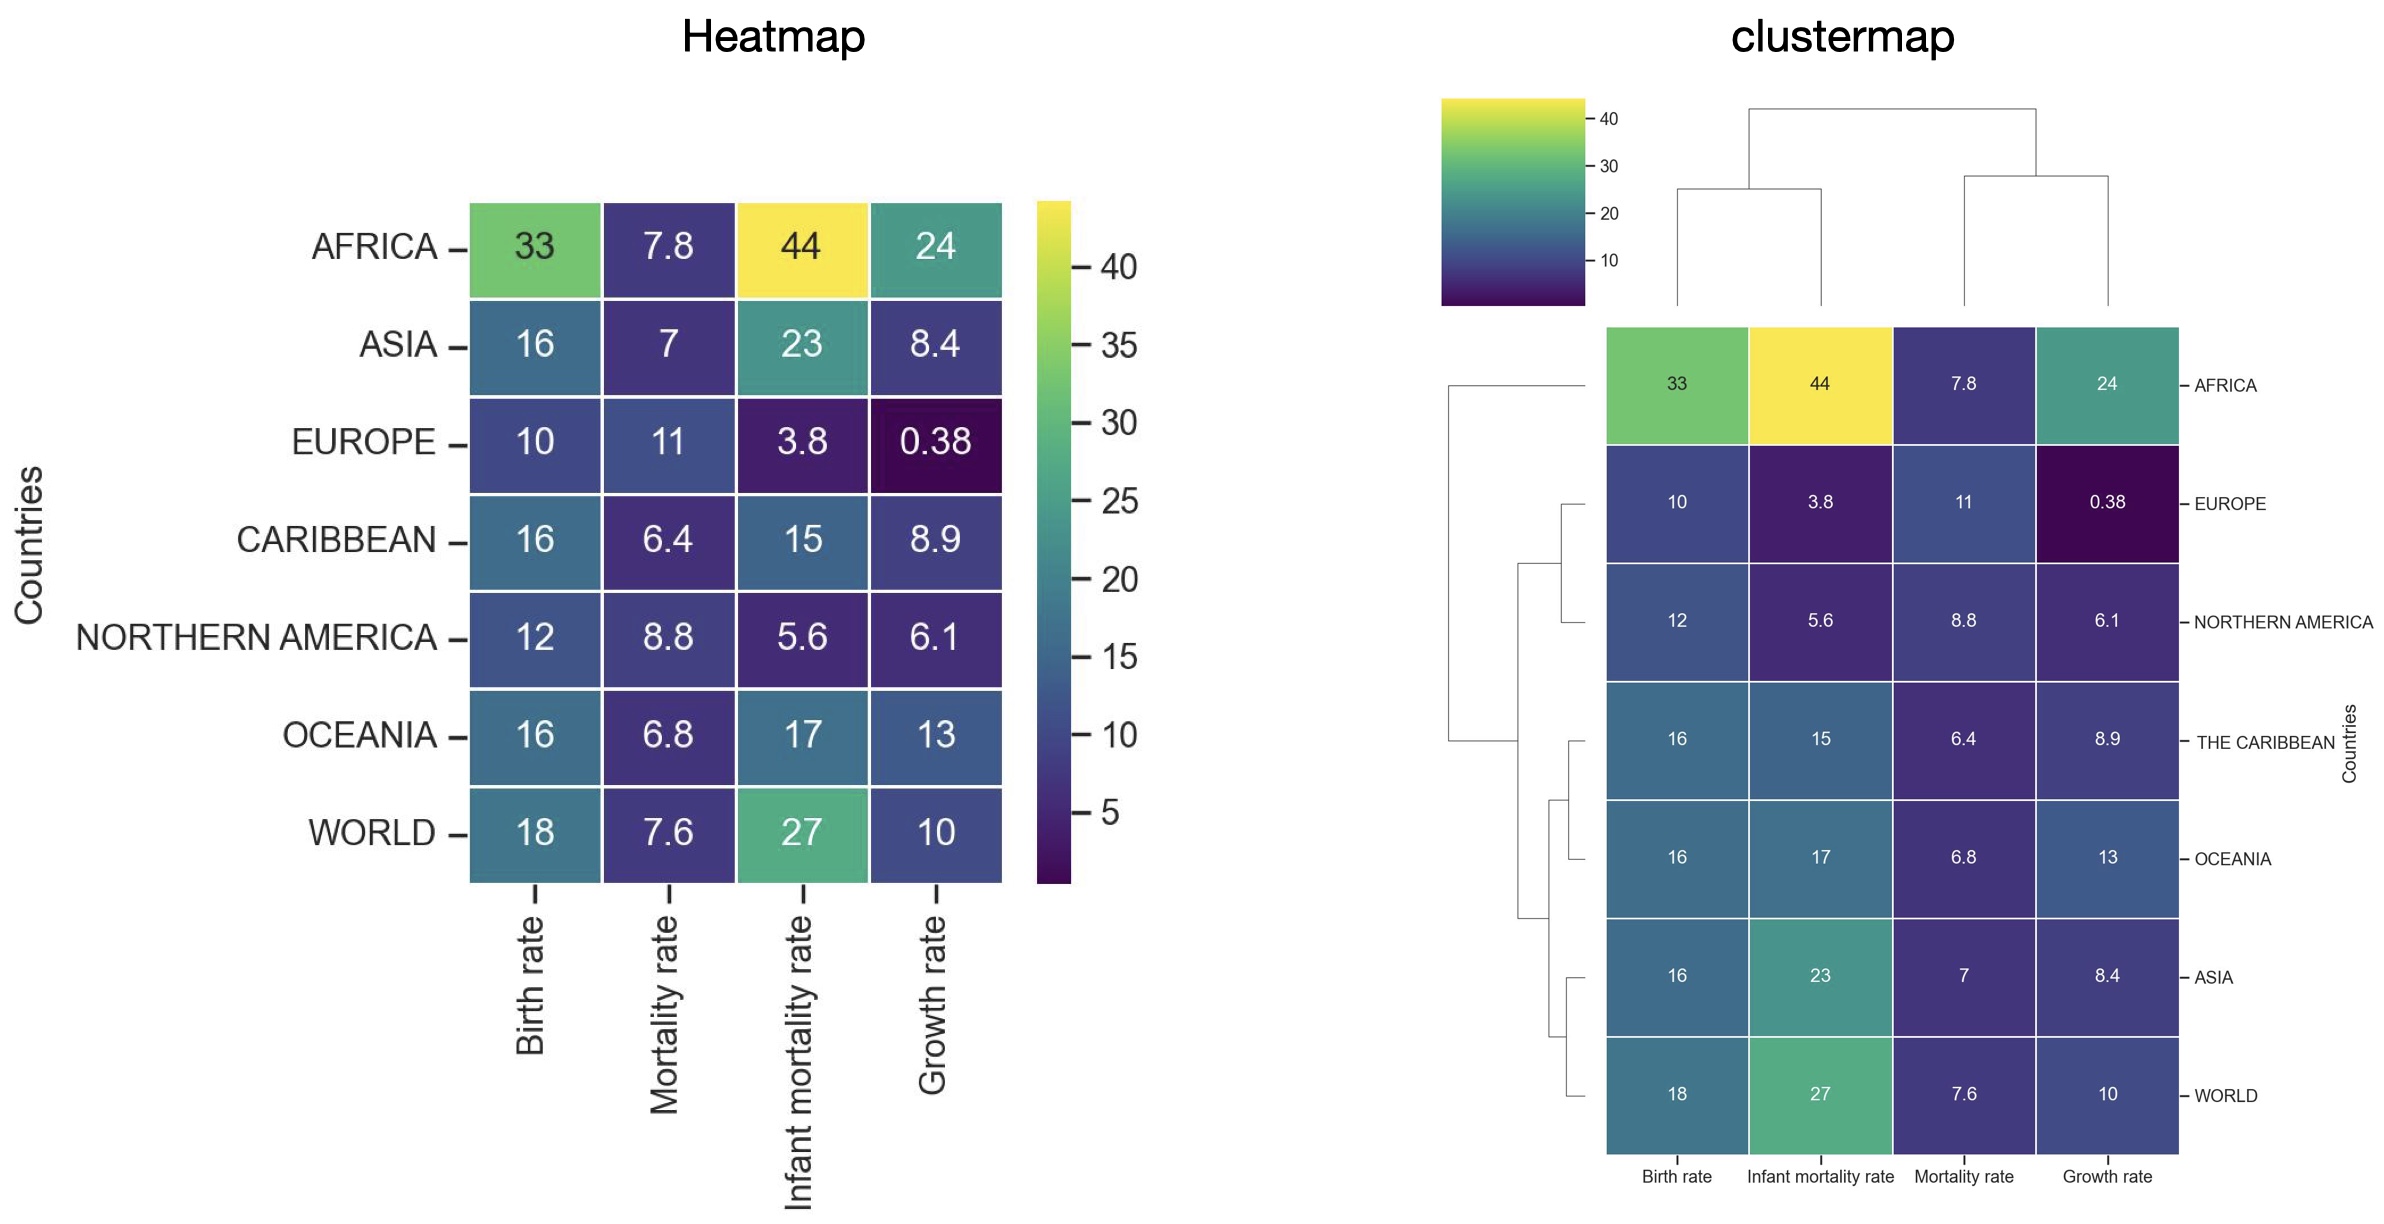 Heatmap
Countries
AFRICA 33 7.8 44 24
ASIA 16 7 23 8.4
EUROPE 10 11 3.8 0.38
CARIBBEAN 16 6.4 15 8.9
NORTHERN AMERICA 12 8.8 5.6 6.1
OCEANIA 16 6.8 17 13
WORLD 18 7.6 27 10
Birth rate
Mortality rate
Infant mortality rate
Growth rate
40
35
30
25
20
15
10
5
clustermap
40
30
20
10
33 44 7.8 24 AFRICA
10 3.8 11 0.38 EUROPE
12 5.6 8.8 6.1 NORTHERN AMERICA
16 15 6.4 8.9 THE CARIBBEAN
16 17 6.8 13 OCEANIA
16 23 7 8.4 ASIA
18 27 7.6 10 WORLD
Countries
Birth rate Infant mortality rate Mortality rate Growth rate